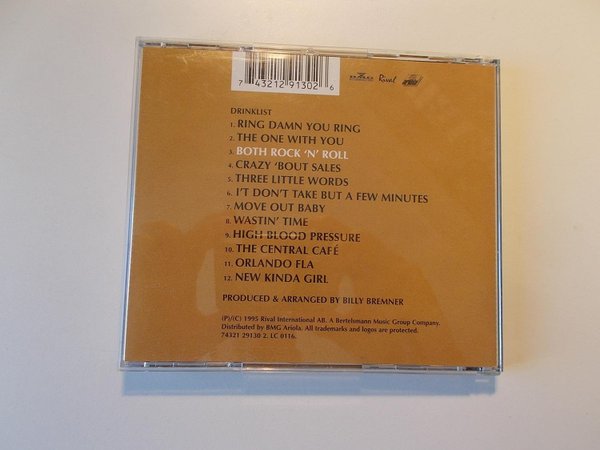 7 43212 91302 6
BMG Rival
DRINKLIST
1. RING DAMN YOU RING
2. THE ONE WITH YOU
3. BOTH ROCK 'N' ROLL
4. CRAZY 'BOUT SALES
5. THREE LITTLE WORDS
6. I'T DON'T TAKE BUT A FEW MINUTES
7. MOVE OUT BABY
8. WASTIN' TIME
9. HIGH BLOOD PRESSURE
10. THE CENTRAL CAFÉ
11. ORLANDO FLA
12. NEW KINDA GIRL
PRODUCED & ARRANGED BY BILLY BREMNER
(P)/(C) 1995 Rival International AB. A Bertelsmann Music Group Company.
Distributed by BMG Ariola. All trademarks and logos are protected.
74321 29130 2. LC 0116.